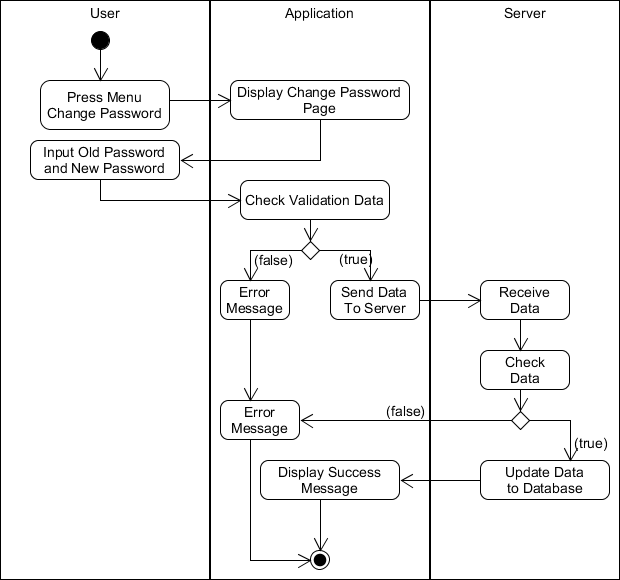 User
Application
Server
Press Menu
Change Password
Display Change Password
Page
Input Old Password
and New Password
Check Validation Data
(false)
(true)
Error
Message
Send Data
To Server
Receive
Data
Check
Data
(false)
Error
Message
(true)
Display Success
Message
Update Data
to Database